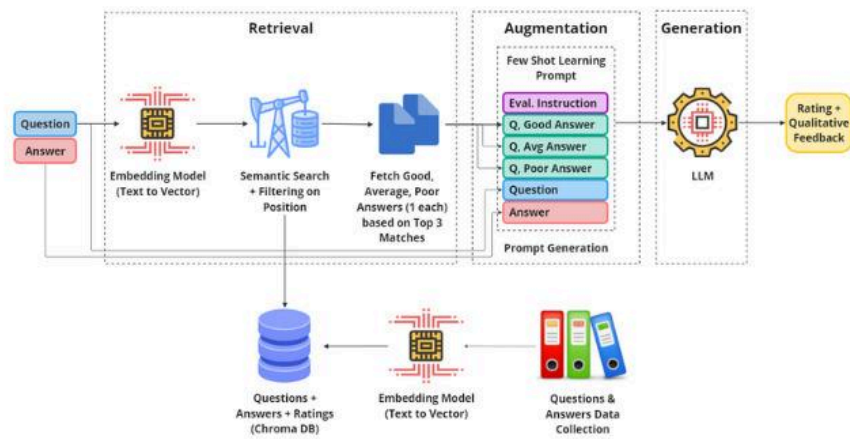 Retrieval
Augmentation
Generation
Question
Answer
Embedding Model
(Text to Vector)
Semantic Search
+ Filtering on
Position
Fetch Good,
Average, Poor
Answers (1 each)
based on Top 3
Matches
Few Shot Learning
Prompt
Eval. Instruction
Q, Good Answer
Q, Avg Answer
Q, Poor Answer
Question
Answer
Prompt Generation
LLM
Rating +
Qualitative
Feedback
Questions +
Answers + Ratings
(Chroma DB)
Embedding Model
(Text to Vector)
Questions &
Answers Data
Collection